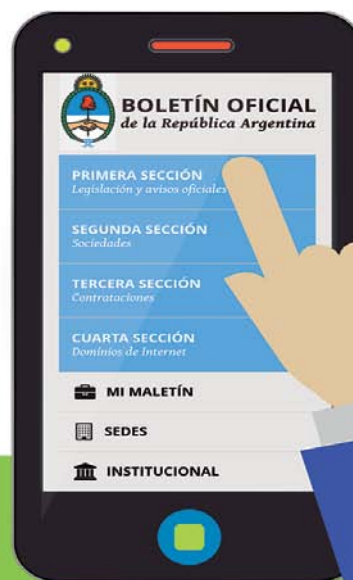 BOLETÍN OFICIAL
de la República Argentina
PRIMERA SECCIÓN
Legislación y avisos oficiales
SEGUNDA SECCIÓN
Sociedades
TERCERA SECCIÓN
Contrataciones
CUARTA SECCIÓN
Dominios de Internet
MI MALETÍN
SEDES
INSTITUCIONAL